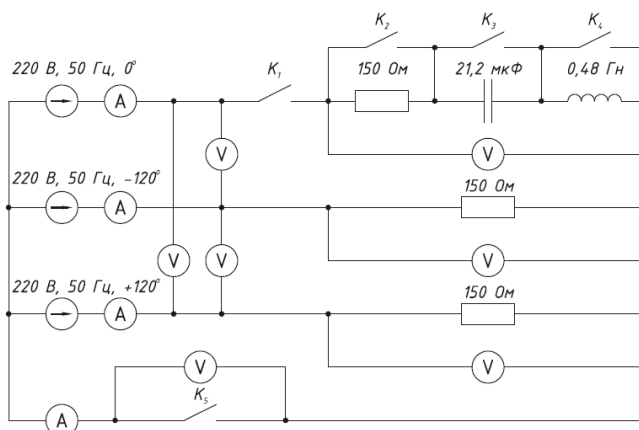 K₂ K₃ K₄
220 В, 50 Гц, 0° K₁ 150 Ом 21,2 мкФ 0,48 Гн
A
V V
220 В, 50 Гц, –120° 150 Ом
A
V V V
220 В, 50 Гц, +120° 150 Ом
A
V V
K₅
A